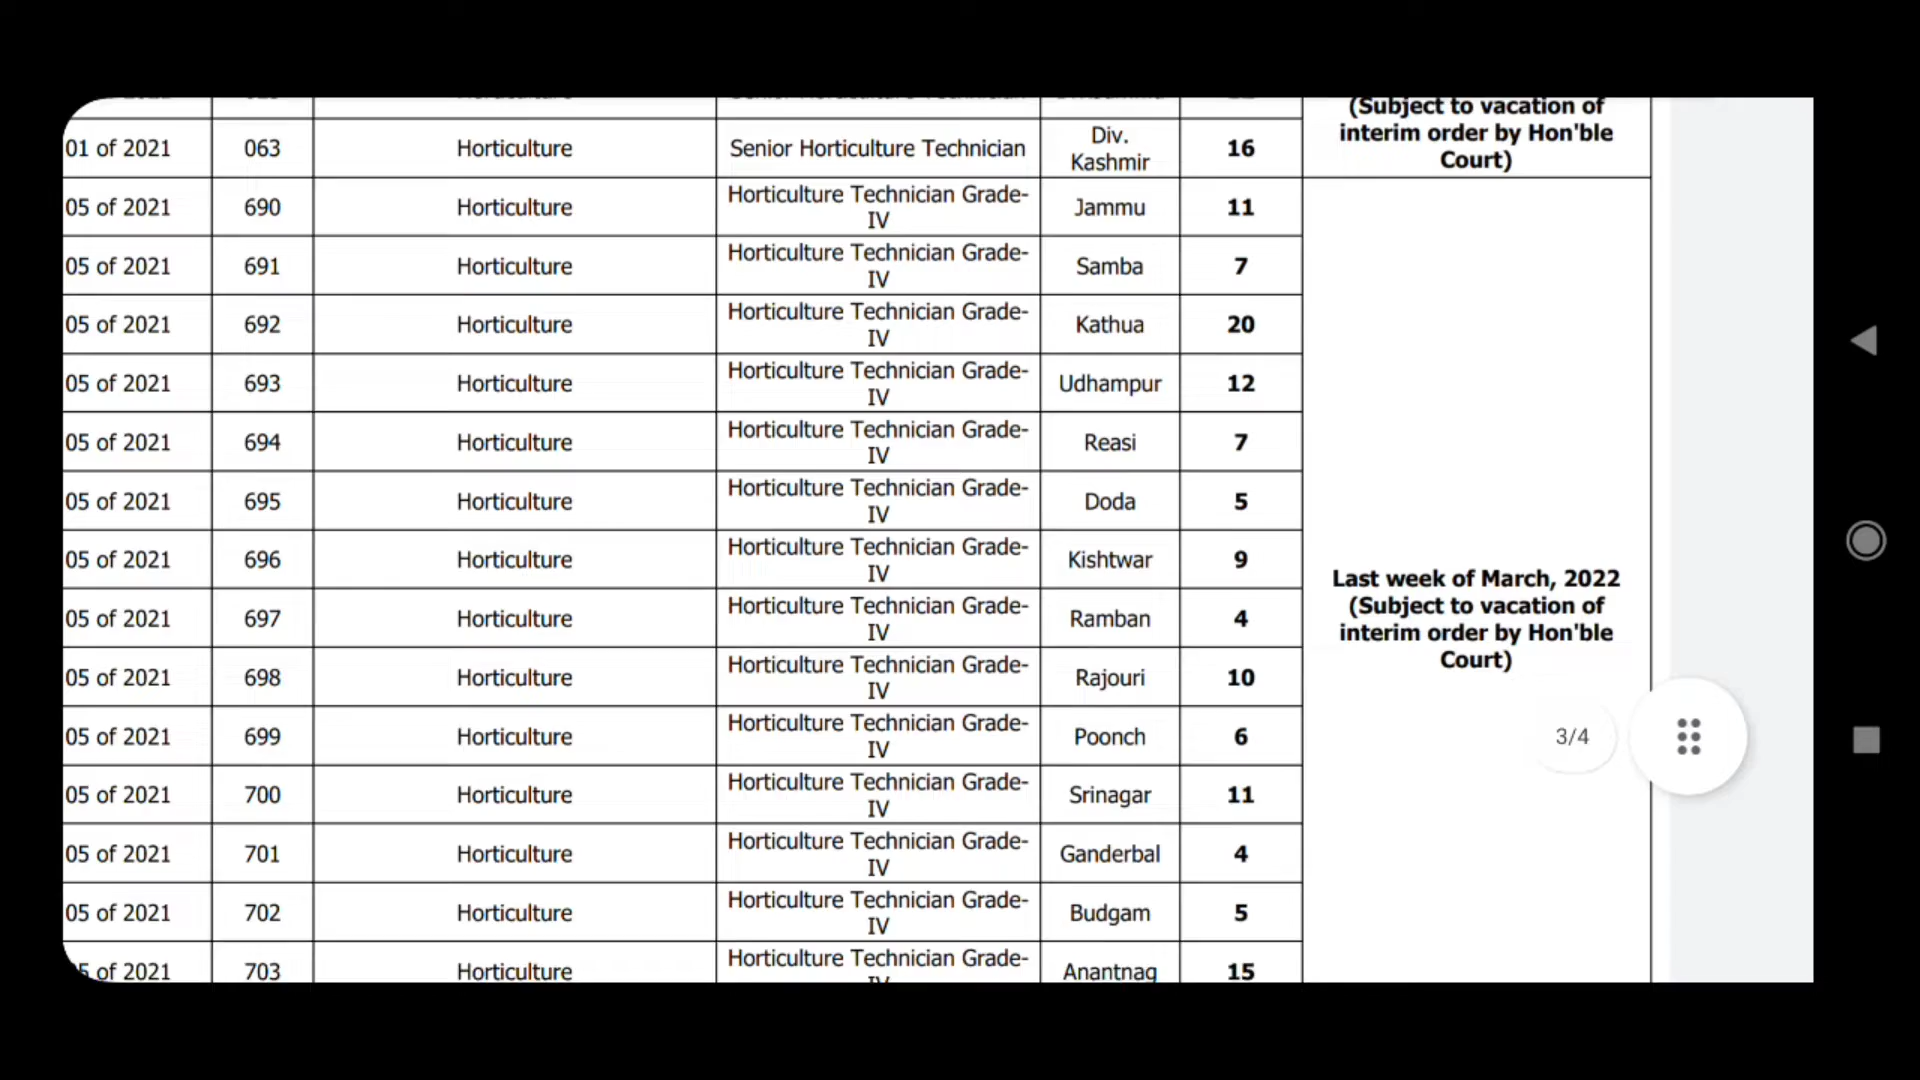 (Subject to vacation of
interim order by Hon'ble
Court)
01 of 2021 063 Horticulture Senior Horticulture Technician Div. Kashmir 16
05 of 2021 690 Horticulture Horticulture Technician Grade-IV Jammu 11
05 of 2021 691 Horticulture Horticulture Technician Grade-IV Samba 7
05 of 2021 692 Horticulture Horticulture Technician Grade-IV Kathua 20
05 of 2021 693 Horticulture Horticulture Technician Grade-IV Udhampur 12
05 of 2021 694 Horticulture Horticulture Technician Grade-IV Reasi 7
05 of 2021 695 Horticulture Horticulture Technician Grade-IV Doda 5
05 of 2021 696 Horticulture Horticulture Technician Grade-IV Kishtwar 9
05 of 2021 697 Horticulture Horticulture Technician Grade-IV Ramban 4
05 of 2021 698 Horticulture Horticulture Technician Grade-IV Rajouri 10
05 of 2021 699 Horticulture Horticulture Technician Grade-IV Poonch 6
05 of 2021 700 Horticulture Horticulture Technician Grade-IV Srinagar 11
05 of 2021 701 Horticulture Horticulture Technician Grade-IV Ganderbal 4
05 of 2021 702 Horticulture Horticulture Technician Grade-IV Budgam 5
5 of 2021 703 Horticulture Horticulture Technician Grade- Anantnag 15
Last week of March, 2022
(Subject to vacation of
interim order by Hon'ble
Court)
3/4